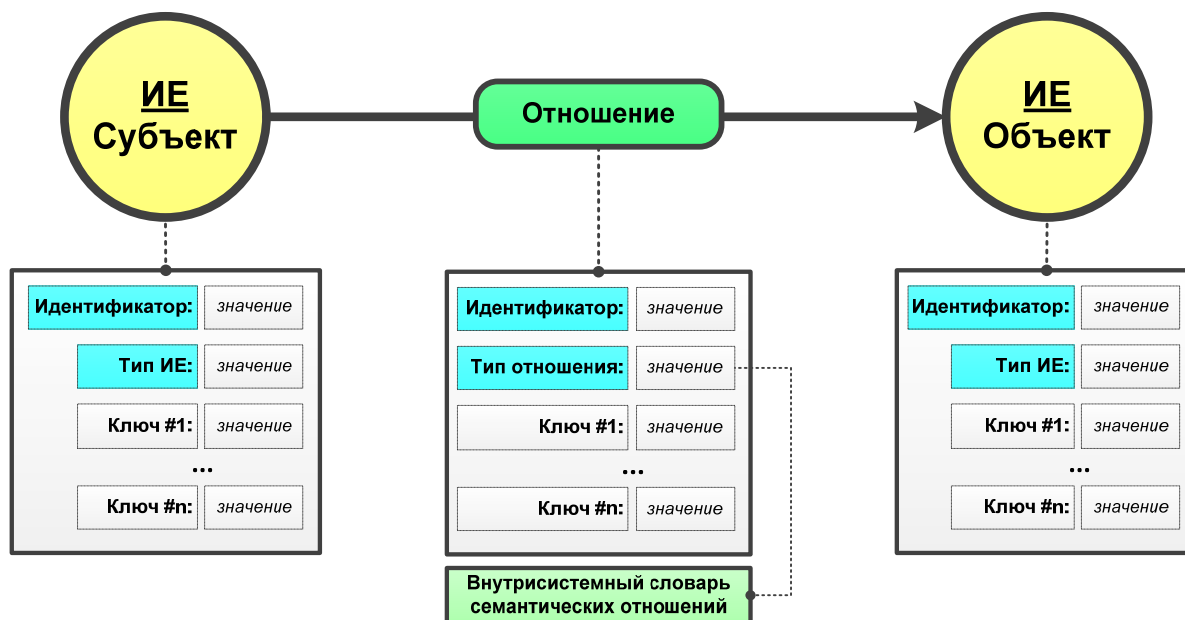 ИЕ
Субъект
Отношение
ИЕ
Объект
Идентификатор: значение
Тип ИЕ: значение
Ключ #1: значение
...
Ключ #n: значение
Идентификатор: значение
Тип отношения: значение
Ключ #1: значение
...
Ключ #n: значение
Внутрисистемный словарь
семантических отношений
Идентификатор: значение
Тип ИЕ: значение
Ключ #1: значение
...
Ключ #n: значение